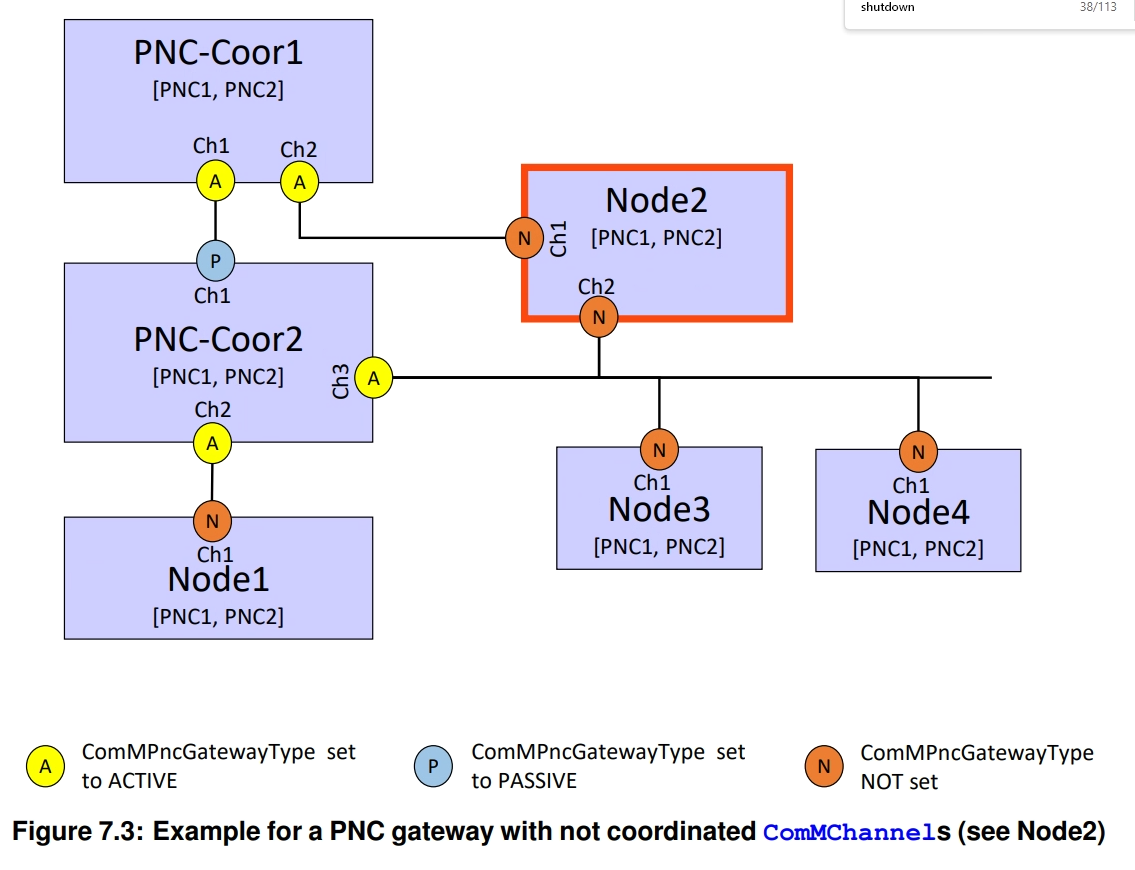 shutdown 38/113
PNC-Coor1
[PNC1, PNC2]
Ch1
Ch2
A
A
Node2
[PNC1, PNC2]
N
Ch1
Ch2
N
P
Ch1
PNC-Coor2
[PNC1, PNC2]
Ch3
A
Ch2
A
N
Ch1
Node1
[PNC1, PNC2]
N
Ch1
Node3
[PNC1, PNC2]
N
Ch1
Node4
[PNC1, PNC2]
A
ComMPncGatewayType set
to ACTIVE
P
ComMPncGatewayType set
to PASSIVE
N
ComMPncGatewayType
NOT set
Figure 7.3: Example for a PNC gateway with not coordinated ComMChannels (see Node2)